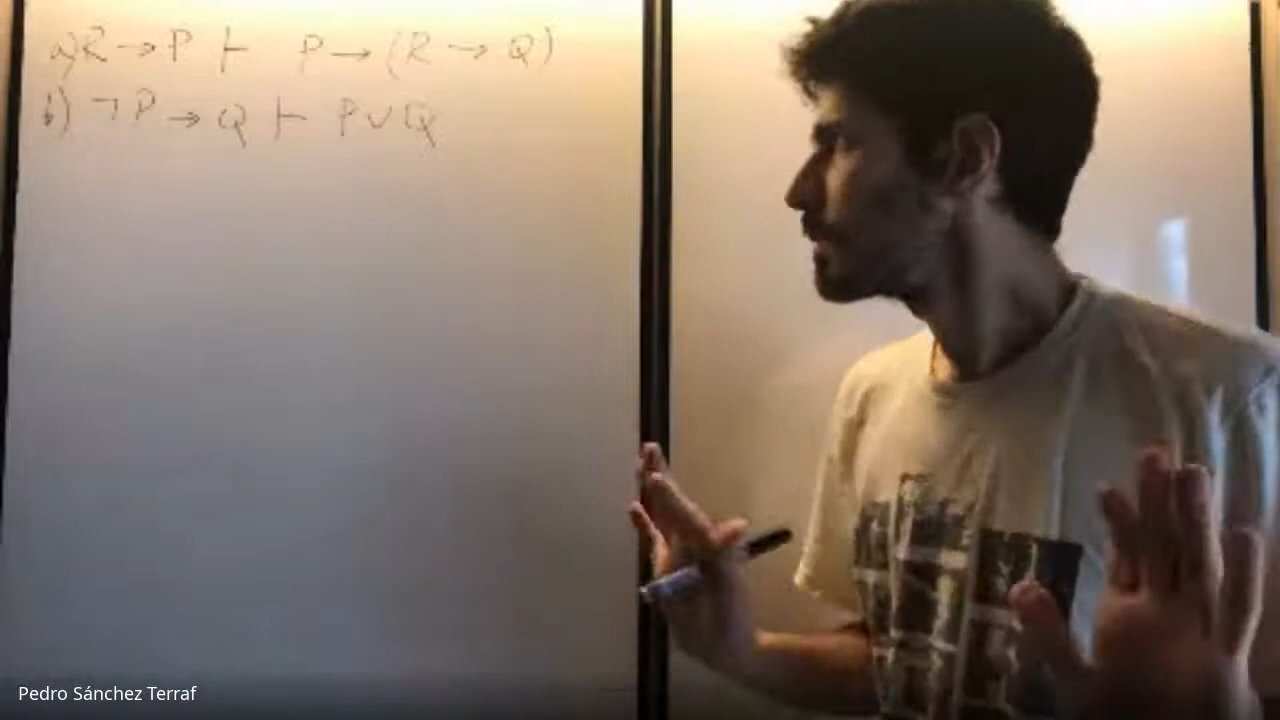 a) R → P ⊢ P → (R → Q)
b) ¬P → Q ⊢ P ∨ Q
Pedro Sánchez Terraf